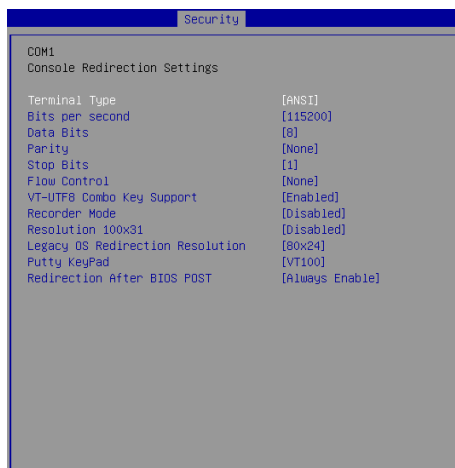 Security
COM1
Console Redirection Settings
Terminal Type [ANSI]
Bits per second [115200]
Data Bits [8]
Parity [None]
Stop Bits [1]
Flow Control [None]
VT-UTF8 Combo Key Support [Enabled]
Recorder Mode [Disabled]
Resolution 100x31 [Disabled]
Legacy OS Redirection Resolution [80x24]
Putty KeyPad [VT100]
Redirection After BIOS POST [Always Enable]